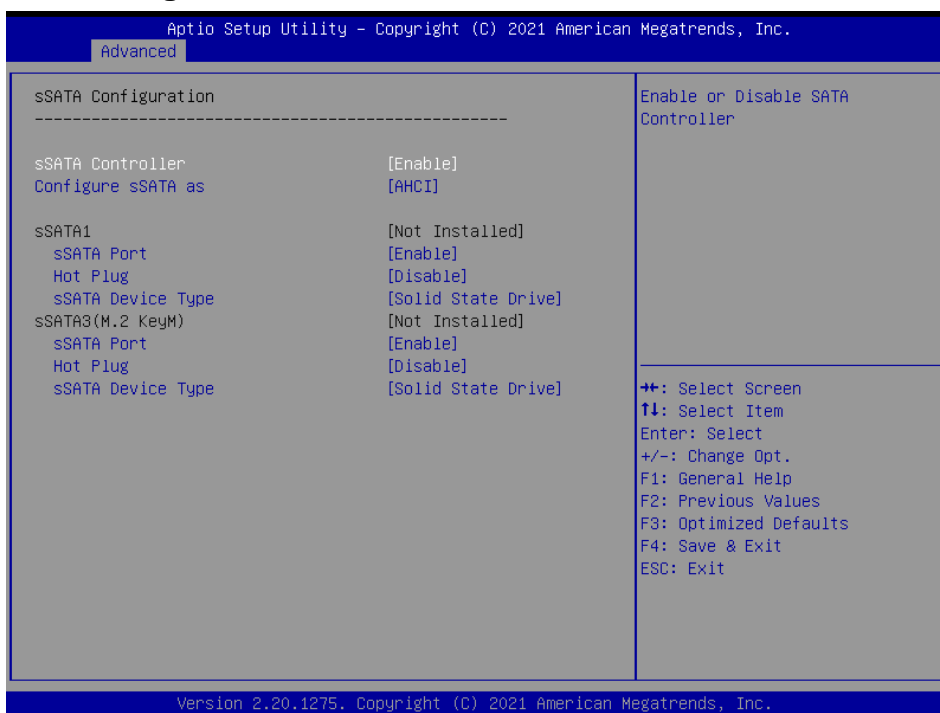 Aptio Setup Utility – Copyright (C) 2021 American Megatrends, Inc.
Advanced
sSATA Configuration
--------------------------------------------------
sSATA Controller [Enable]
Configure sSATA as [AHCI]
sSATA1 [Not Installed]
sSATA Port [Enable]
Hot Plug [Disable]
sSATA Device Type [Solid State Drive]
sSATA3(M.2 KeyM) [Not Installed]
sSATA Port [Enable]
Hot Plug [Disable]
sSATA Device Type [Solid State Drive]
Enable or Disable SATA
Controller
→←: Select Screen
↑↓: Select Item
Enter: Select
+/-: Change Opt.
F1: General Help
F2: Previous Values
F3: Optimized Defaults
F4: Save & Exit
ESC: Exit
Version 2.20.1275. Copyright (C) 2021 American Megatrends, Inc.